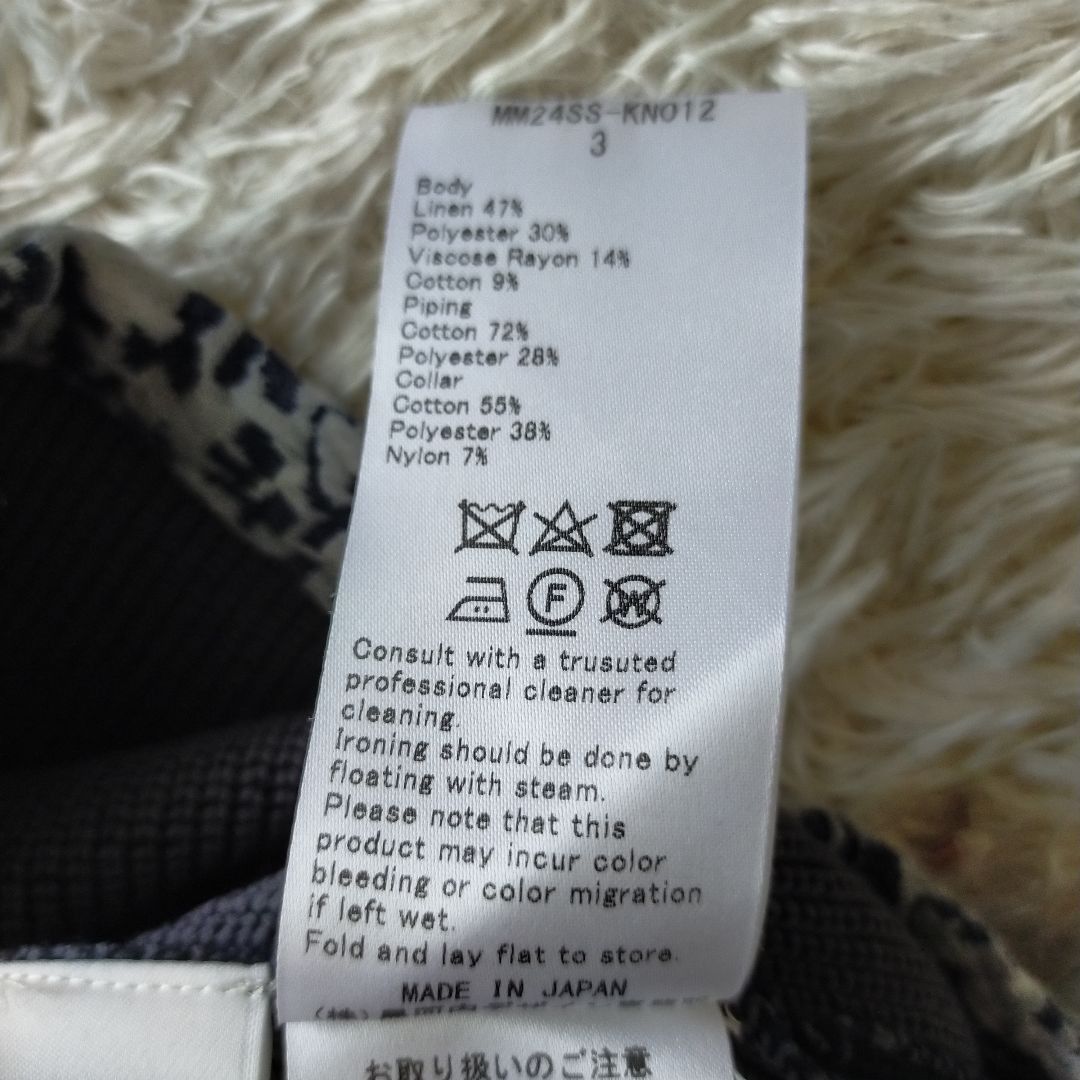 MM24SS-KN012
3
Body
Linen 47%
Polyester 30%
Viscose Rayon 14%
Cotton 9%
Piping
Cotton 72%
Polyester 28%
Collar
Cotton 55%
Polyester 38%
Nylon 7%
F
W
Consult with a trusuted
professional cleaner for
cleaning.
Ironing should be done by
floating with steam.
Please note that this
product may incur color
bleeding or color migration
if left wet.
Fold and lay flat to store.
MADE IN JAPAN
(株)
お取り扱いのご注意